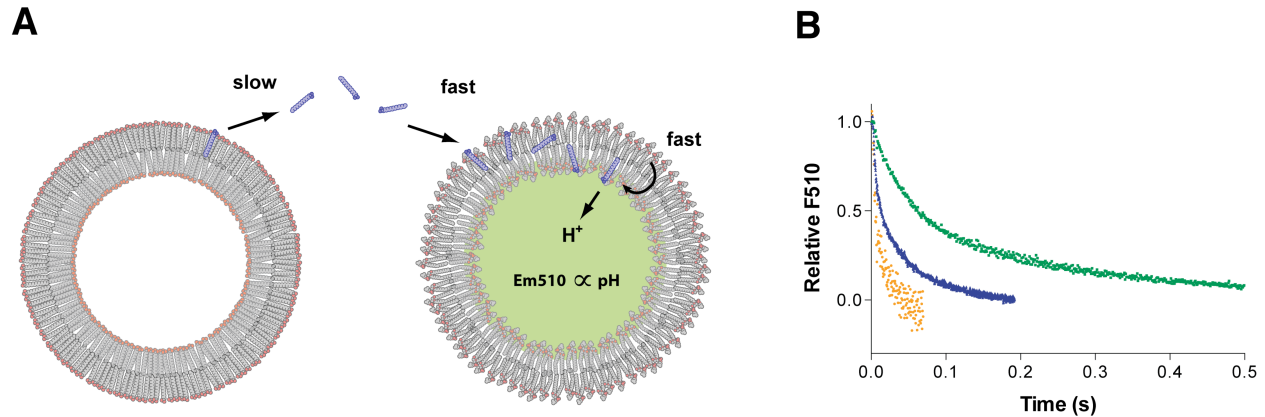 A
slow
fast
fast
H+
Em510 ∝ pH
B
Relative F510
1.0
0.5
0.0
0.0 0.1 0.2 0.3 0.4 0.5
Time (s)